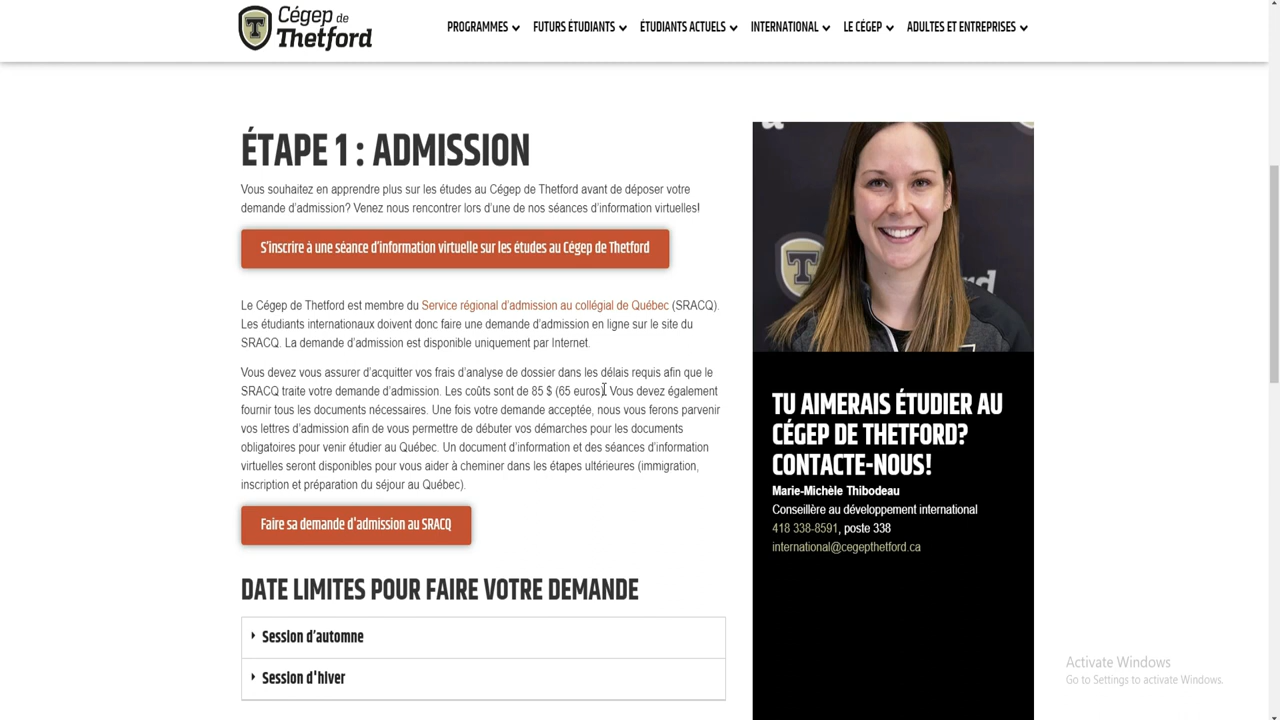 Cégep de
Thetford
T
PROGRAMMES
FUTURS ÉTUDIANTS
ÉTUDIANTS ACTUELS
INTERNATIONAL
LE CÉGEP
ADULTES ET ENTREPRISES
ÉTAPE 1 : ADMISSION
Vous souhaitez en apprendre plus sur les études au Cégep de Thetford avant de déposer votre
demande d'admission? Venez nous rencontrer lors d'une de nos séances d'information virtuelles!
S'inscrire à une séance d'information virtuelle sur les études au Cégep de Thetford
Le Cégep de Thetford est membre du Service régional d'admission au collégial de Québec (SRACQ).
Les étudiants internationaux doivent donc faire une demande d'admission en ligne sur le site du
SRACQ. La demande d'admission est disponible uniquement par Internet.
Vous devez vous assurer d'acquitter vos frais d'analyse de dossier dans les délais requis afin que le
SRACQ traite votre demande d'admission. Les coûts sont de 85 $ (65 euros). Vous devez également
fournir tous les documents nécessaires. Une fois votre demande acceptée, nous vous ferons parvenir
vos lettres d'admission afin de vous permettre de débuter vos démarches pour les documents
obligatoires pour venir étudier au Québec. Un document d'information et des séances d'information
virtuelles seront disponibles pour vous aider à cheminer dans les étapes ultérieures (immigration,
inscription et préparation du séjour au Québec).
Faire sa demande d'admission au SRACQ
DATE LIMITES POUR FAIRE VOTRE DEMANDE
Session d'automne
Session d'hiver
T
TU AIMERAIS ÉTUDIER AU
CÉGEP DE THETFORD?
CONTACTE-NOUS!
Marie-Michèle Thibodeau
Conseillère au développement international
418 338-8591, poste 338
international@cegepthetford.ca
Activate Windows
Go to Settings to activate Windows.